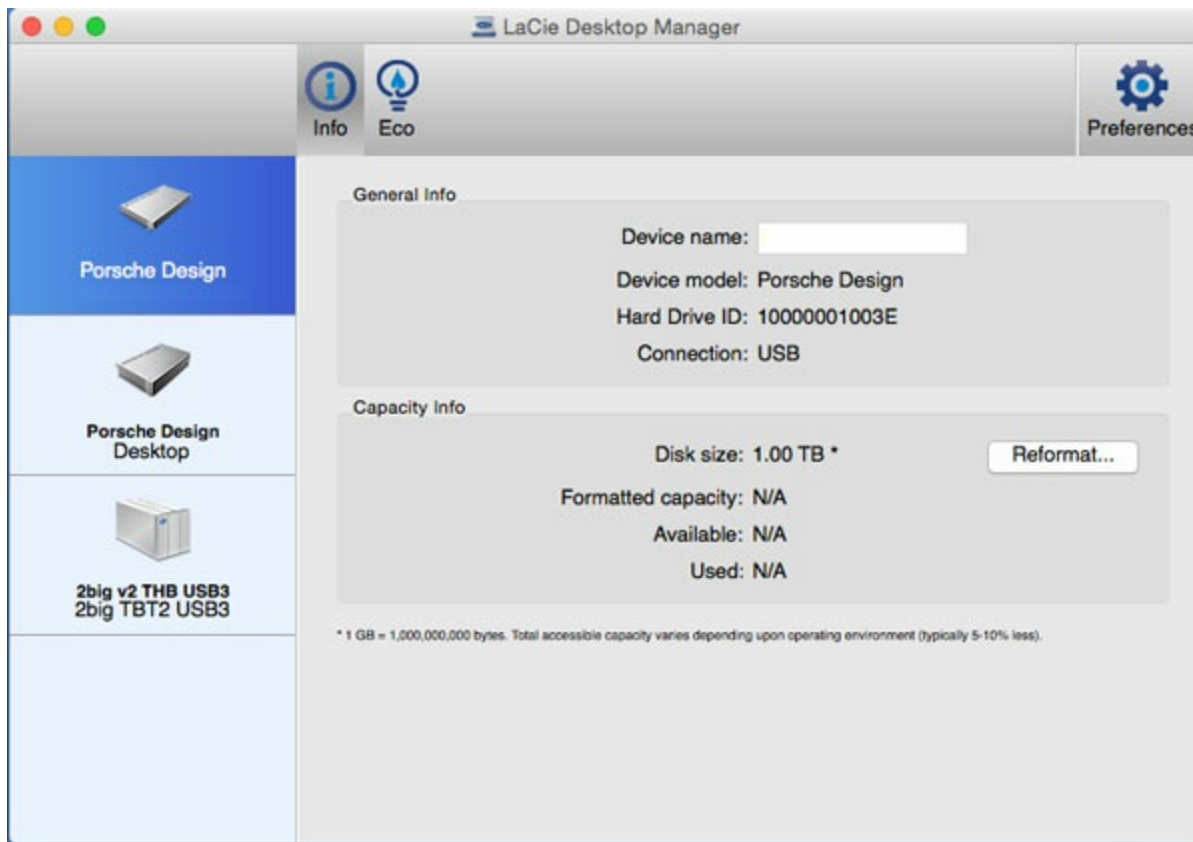 LaCie Desktop Manager
Info
Eco
Preferences
Porsche Design
Porsche Design
Desktop
2big v2 THB USB3
2big TBT2 USB3
General Info
Device name:
Device model: Porsche Design
Hard Drive ID: 10000001003E
Connection: USB
Capacity Info
Disk size: 1.00 TB *
Reformat...
Formatted capacity: N/A
Available: N/A
Used: N/A
* 1 GB = 1,000,000,000 bytes. Total accessible capacity varies depending upon operating environment (typically 5-10% less).